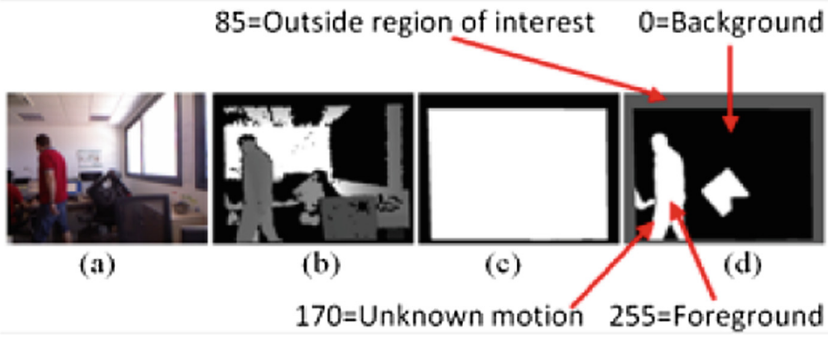 85=Outside region of interest 0=Background
(a) (b) (c) (d)
170=Unknown motion 255=Foreground